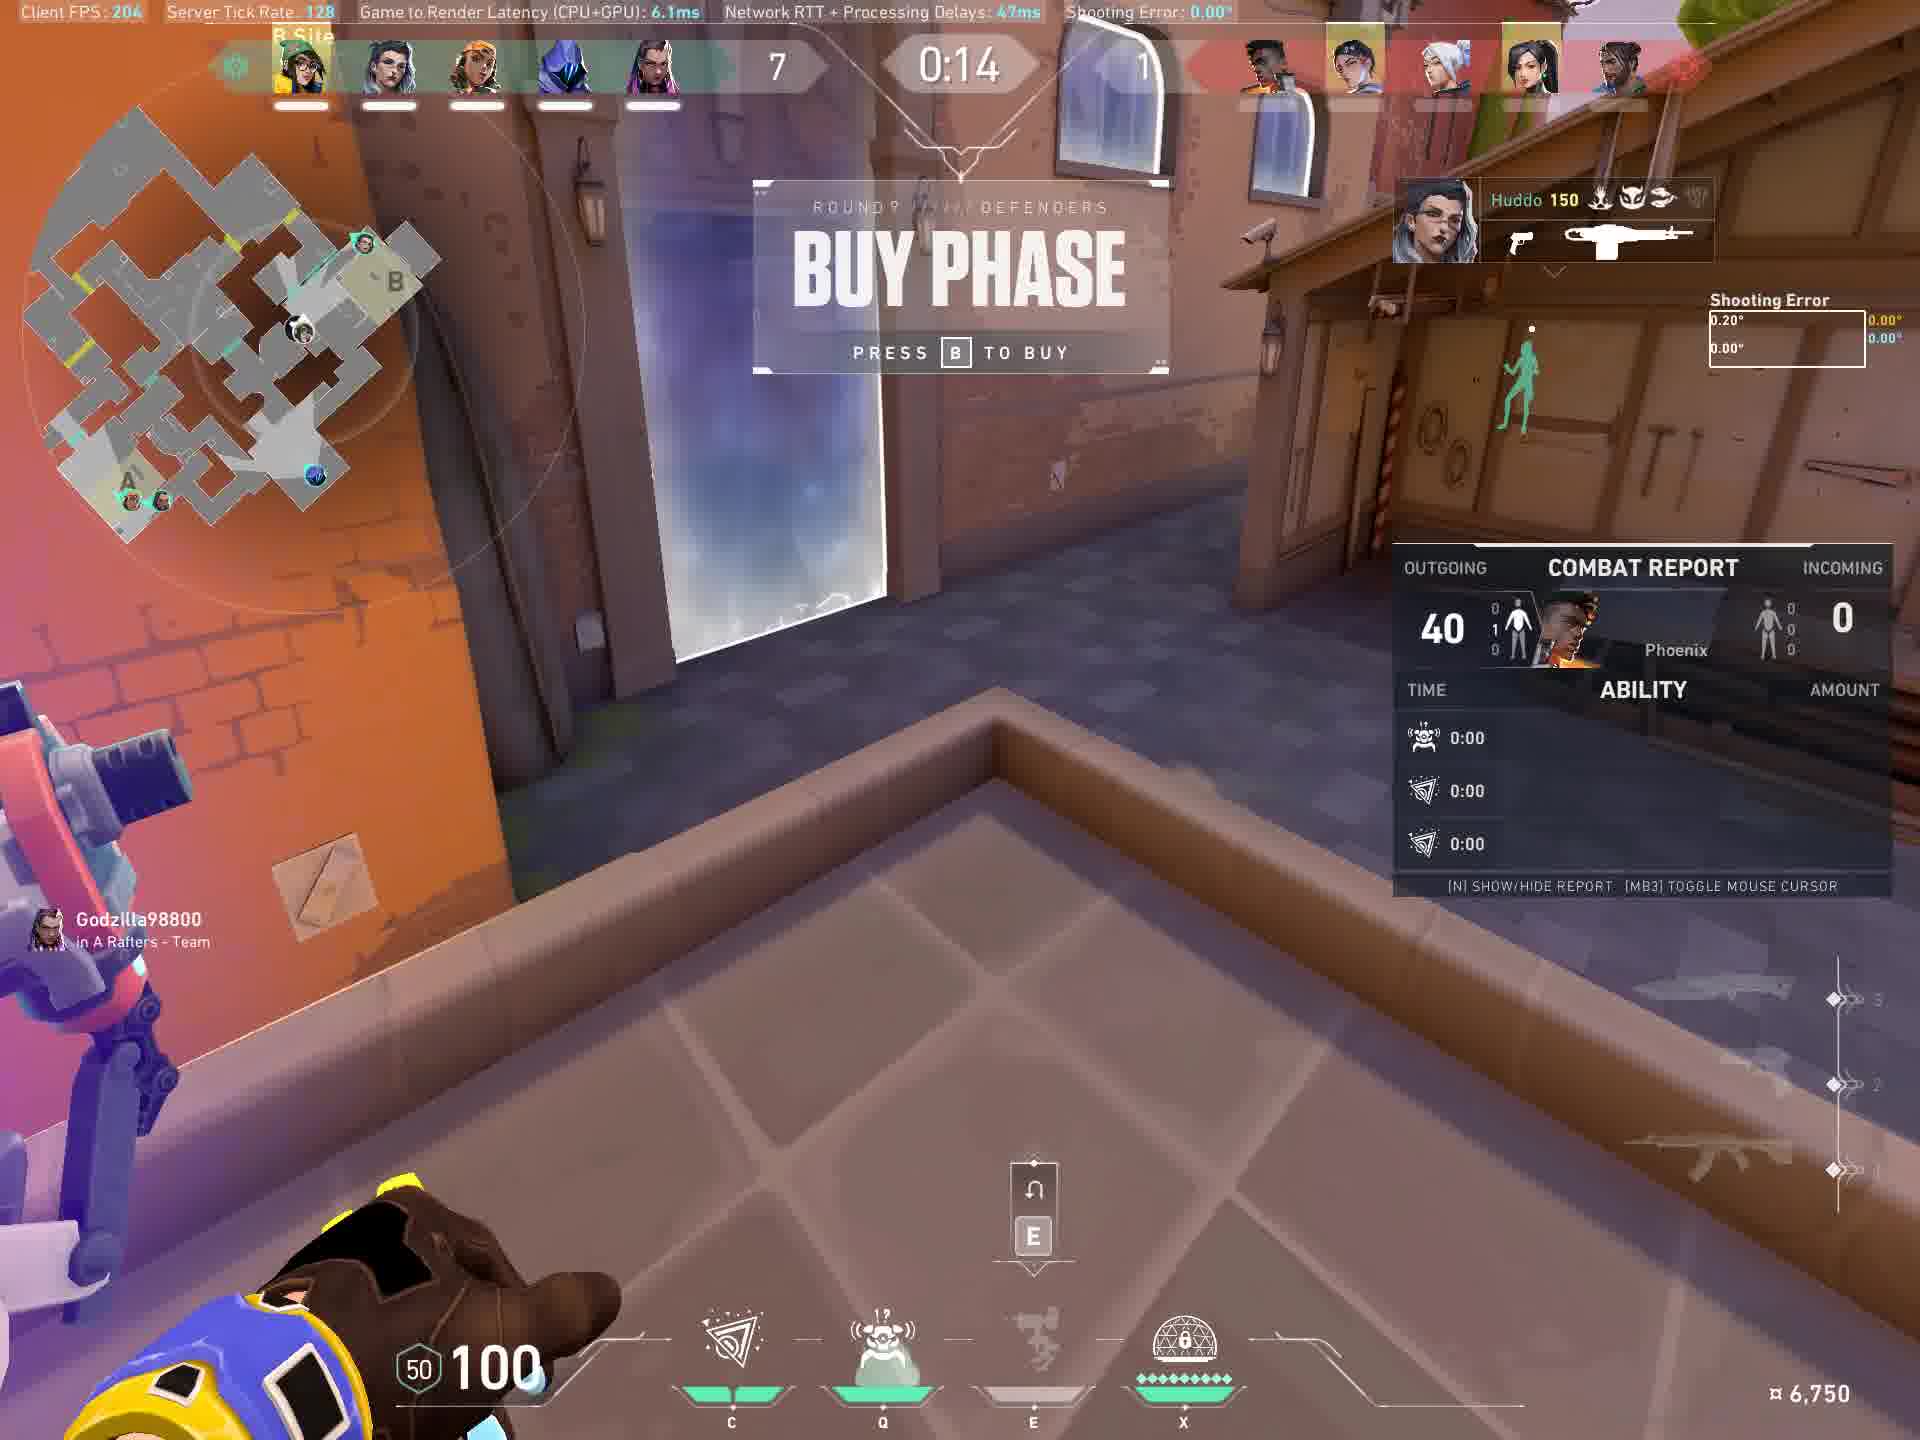 Client FPS: 204 Server Tick Rate: 128 Game to Render Latency (CPU+GPU): 6.1ms Network RTT + Processing Delays: 47ms Shooting Error: 0.00°
B Site
7 0:14 1
ROUND 9 ///// DEFENDERS
BUY PHASE
PRESS B TO BUY
Huddo 150
B
A
Shooting Error
0.20° 0.00°
0.00°
0.00°
OUTGOING COMBAT REPORT INCOMING
40 0 1 0 Phoenix 0 0 0 0
TIME ABILITY AMOUNT
0:00
0:00
0:00
[N] SHOW/HIDE REPORT [MB3] TOGGLE MOUSE CURSOR
Godzilla98800
in A Rafters - Team
3
2
1
E
50 100
C Q E X
¤ 6,750